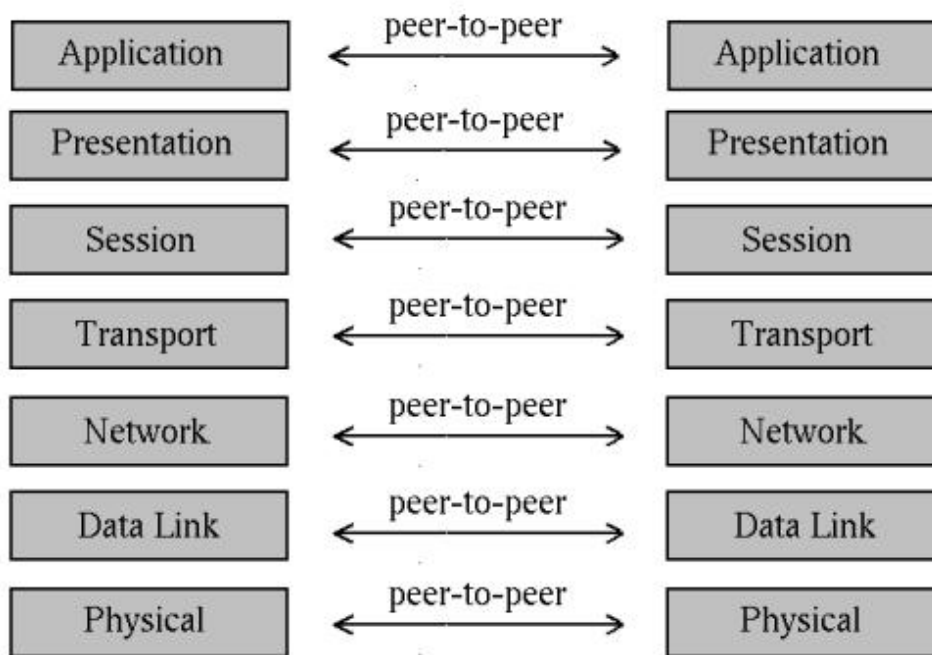 peer-to-peer
Application Application
peer-to-peer
Presentation Presentation
peer-to-peer
Session Session
peer-to-peer
Transport Transport
peer-to-peer
Network Network
peer-to-peer
Data Link Data Link
peer-to-peer
Physical Physical